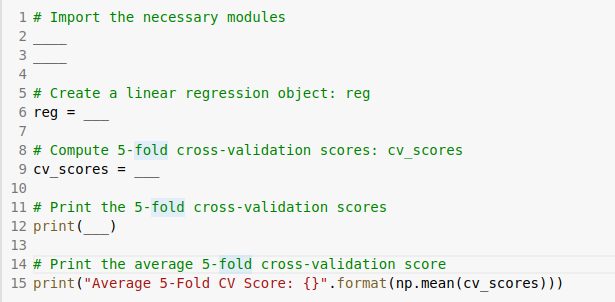 1 # Import the necessary modules
2 ____
3 ____
4
5 # Create a linear regression object: reg
6 reg = ___
7
8 # Compute 5-fold cross-validation scores: cv_scores
9 cv_scores = ___
10
11 # Print the 5-fold cross-validation scores
12 print(___)
13
14 # Print the average 5-fold cross-validation score
15 print("Average 5-Fold CV Score: {}".format(np.mean(cv_scores)))